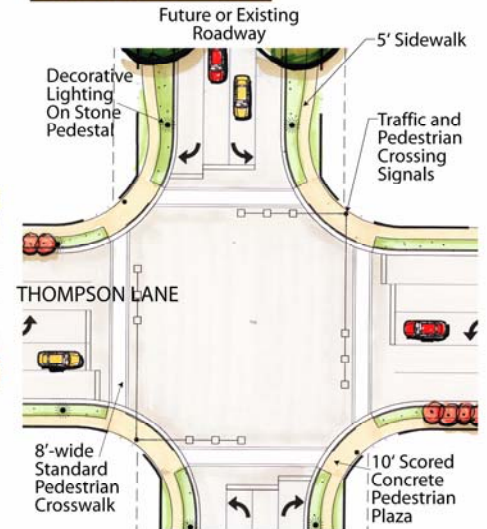 Future or Existing
Roadway
5' Sidewalk
Decorative
Lighting
On Stone
Pedestal
Traffic and
Pedestrian
Crossing
Signals
THOMPSON LANE
8'-wide
Standard
Pedestrian
Crosswalk
10' Scored
Concrete
Pedestrian
Plaza